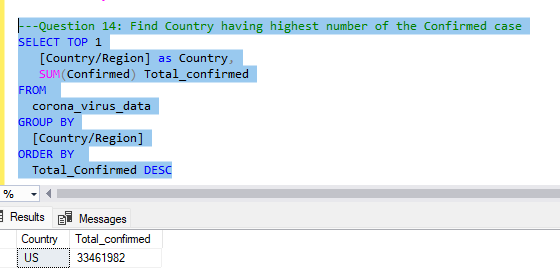 ---Question 14: Find Country having highest number of the Confirmed case
SELECT TOP 1
[Country/Region] as Country,
SUM(Confirmed) Total_confirmed
FROM
corona_virus_data
GROUP BY
[Country/Region]
ORDER BY
Total_Confirmed DESC
%
Results Messages
Country Total_confirmed
US 33461982